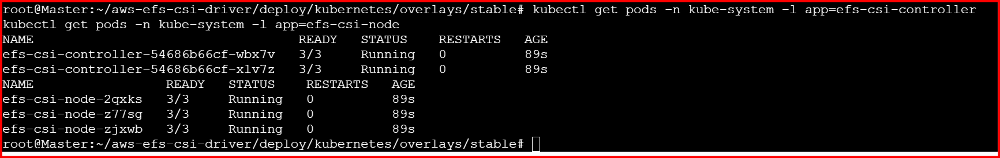 root@Master:~/aws-efs-csi-driver/deploy/kubernetes/overlays/stable# kubectl get pods -n kube-system -l app=efs-csi-controller
kubectl get pods -n kube-system -l app=efs-csi-node
NAME                                  READY   STATUS    RESTARTS   AGE
efs-csi-controller-54686b66cf-wbx7v   3/3     Running   0          89s
efs-csi-controller-54686b66cf-xlv7z   3/3     Running   0          89s
NAME                 READY   STATUS    RESTARTS   AGE
efs-csi-node-2qxks   3/3     Running   0          89s
efs-csi-node-z77sg   3/3     Running   0          89s
efs-csi-node-zjxwb   3/3     Running   0          89s
root@Master:~/aws-efs-csi-driver/deploy/kubernetes/overlays/stable#